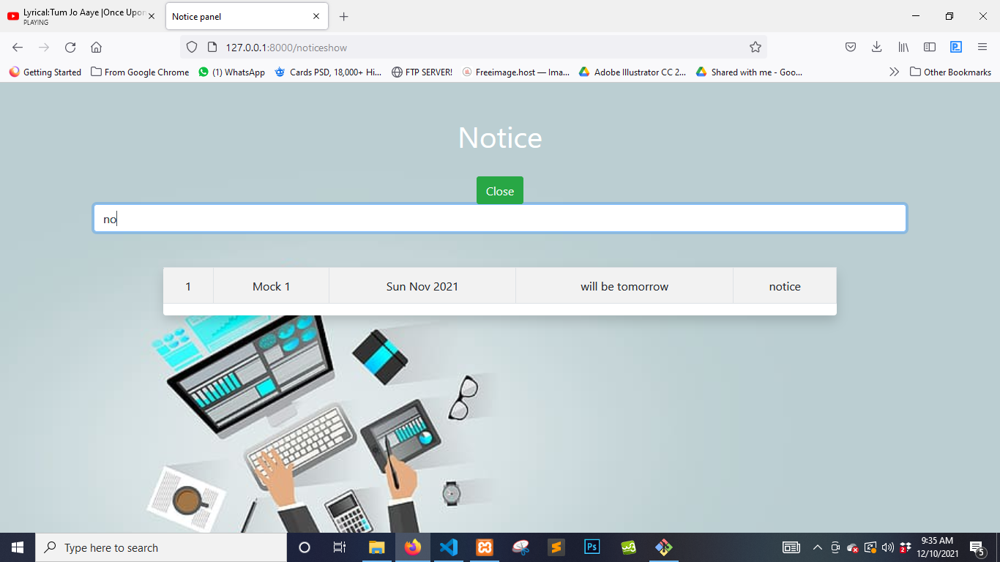 Lyrical:Tum Jo Aaye |Once Upon
PLAYING
Notice panel
127.0.0.1:8000/noticeshow
Getting Started
From Google Chrome
(1) WhatsApp
Cards PSD, 18,000+ Hi...
FTP SERVER!
Freeimage.host — Ima...
Adobe Illustrator CC 2...
Shared with me - Goo...
Other Bookmarks
Notice
Close
no
1 Mock 1 Sun Nov 2021 will be tomorrow notice
Type here to search
Ps
9:35 AM
12/10/2021
5
2